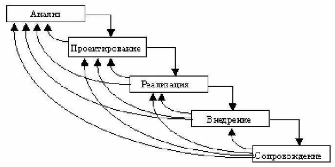 Анализ
Проектирование
Реализация
Внедрение
Сопровождение